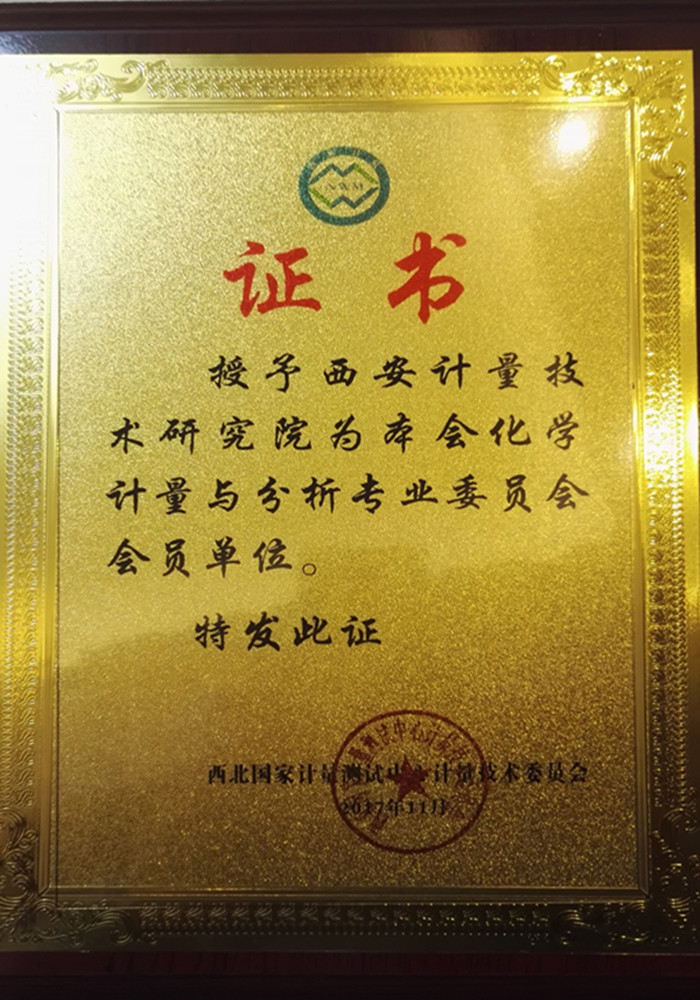 NWM
证书
授予西安计量技
术研究院为本会化学
计量与分析专业委员会
会员单位。
特发此证
西北国家计量测试中心计量技术委员会
2017年11月